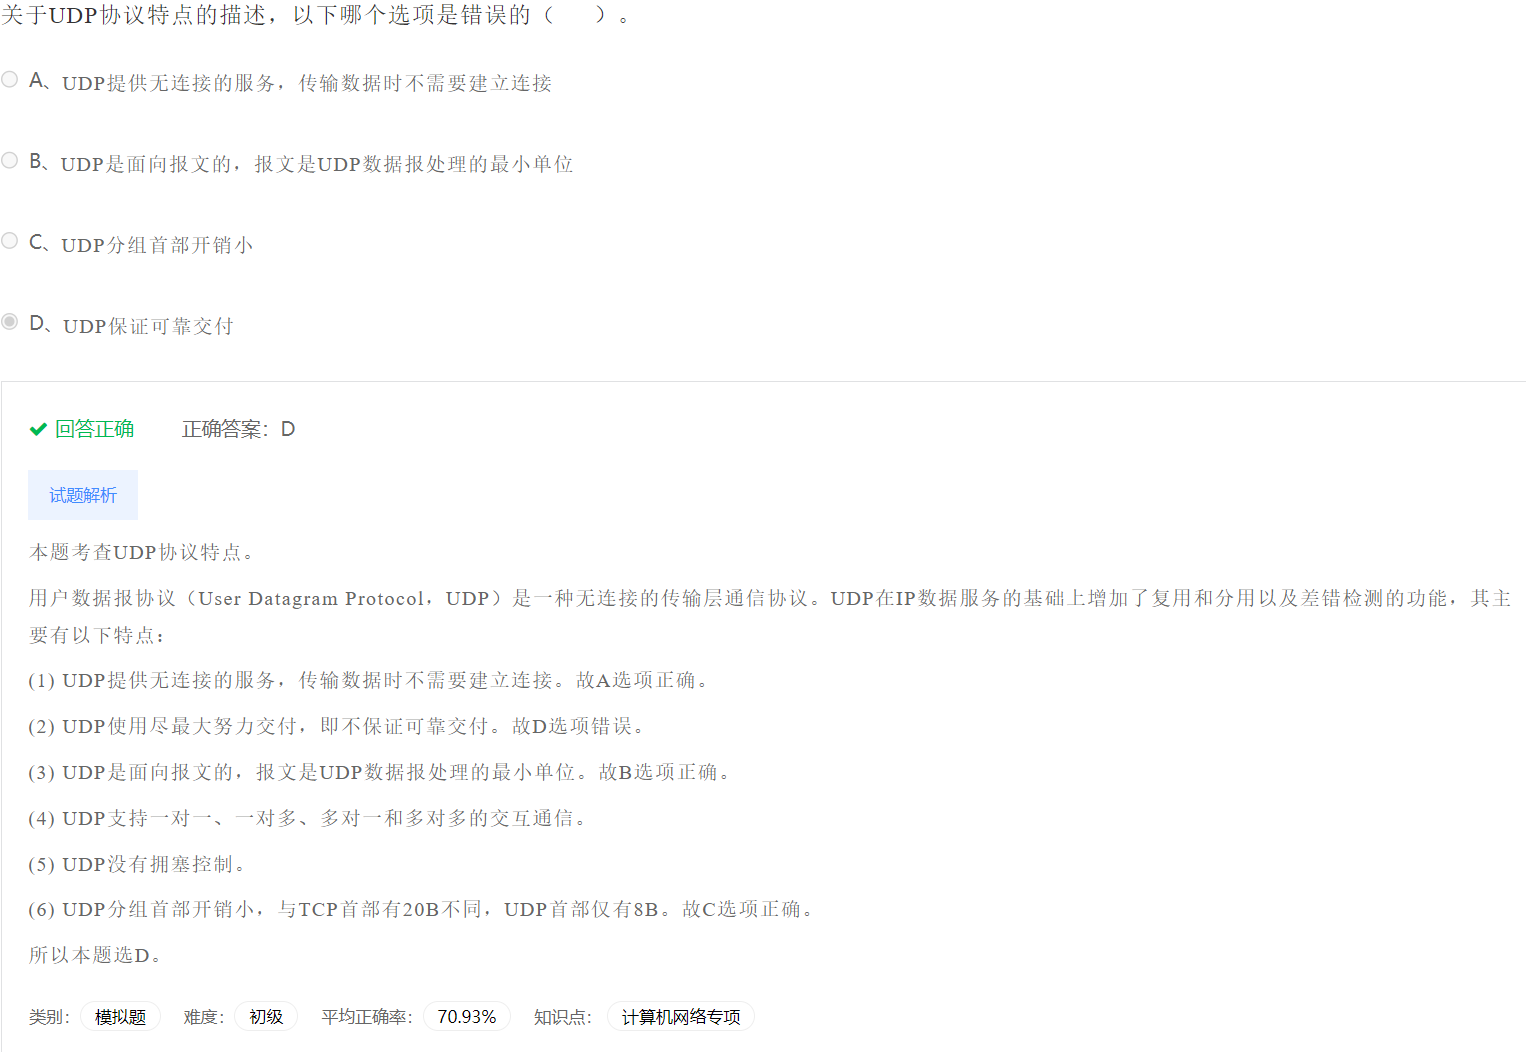 关于UDP协议特点的描述，以下哪个选项是错误的（　　）。
A、UDP提供无连接的服务，传输数据时不需要建立连接
B、UDP是面向报文的，报文是UDP数据报处理的最小单位
C、UDP分组首部开销小
D、UDP保证可靠交付
回答正确 正确答案：D
试题解析
本题考查UDP协议特点。
用户数据报协议（User Datagram Protocol，UDP）是一种无连接的传输层通信协议。UDP在IP数据服务的基础上增加了复用和分用以及差错检测的功能，其主
要有以下特点：
(1) UDP提供无连接的服务，传输数据时不需要建立连接。故A选项正确。
(2) UDP使用尽最大努力交付，即不保证可靠交付。故D选项错误。
(3) UDP是面向报文的，报文是UDP数据报处理的最小单位。故B选项正确。
(4) UDP支持一对一、一对多、多对一和多对多的交互通信。
(5) UDP没有拥塞控制。
(6) UDP分组首部开销小，与TCP首部有20B不同，UDP首部仅有8B。故C选项正确。
所以本题选D。
类别： 模拟题 难度： 初级 平均正确率： 70.93% 知识点： 计算机网络专项